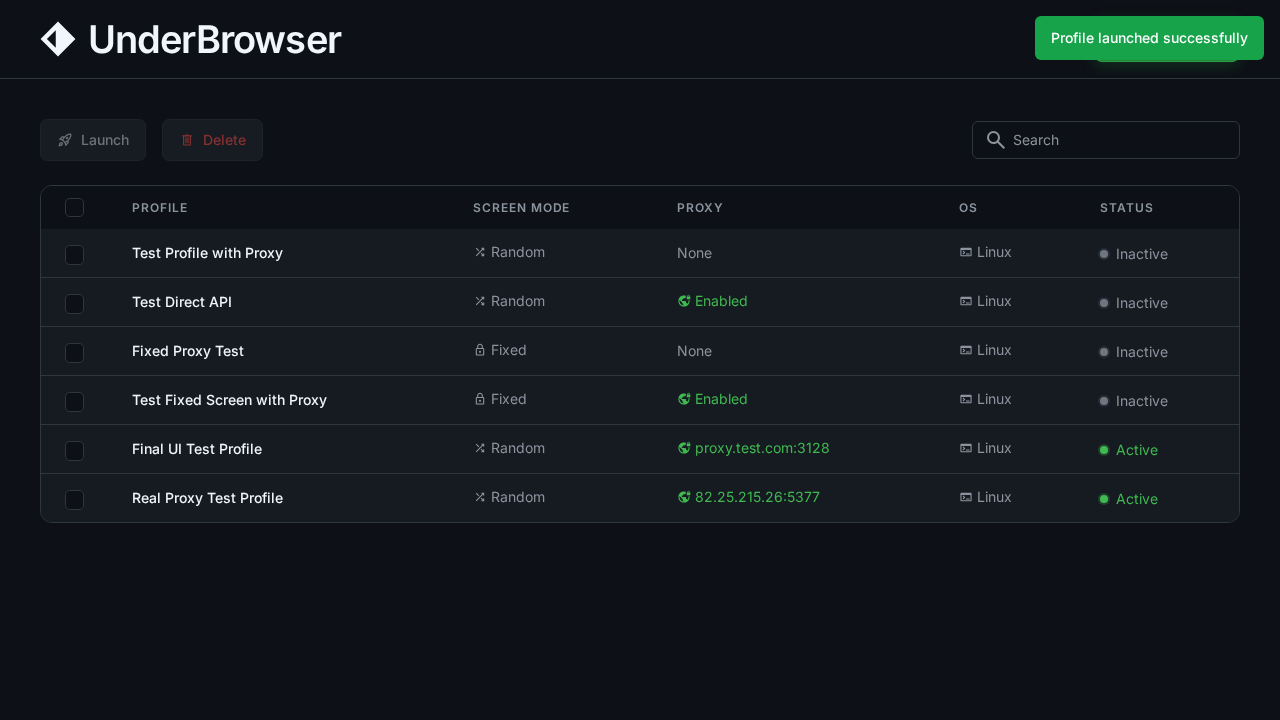 UnderBrowser
Profile launched successfully
Launch
Delete
Search
PROFILE SCREEN MODE PROXY OS STATUS
Test Profile with Proxy Random None Linux Inactive
Test Direct API Random Enabled Linux Inactive
Fixed Proxy Test Fixed None Linux Inactive
Test Fixed Screen with Proxy Fixed Enabled Linux Inactive
Final UI Test Profile Random proxy.test.com:3128 Linux Active
Real Proxy Test Profile Random 82.25.215.26:5377 Linux Active